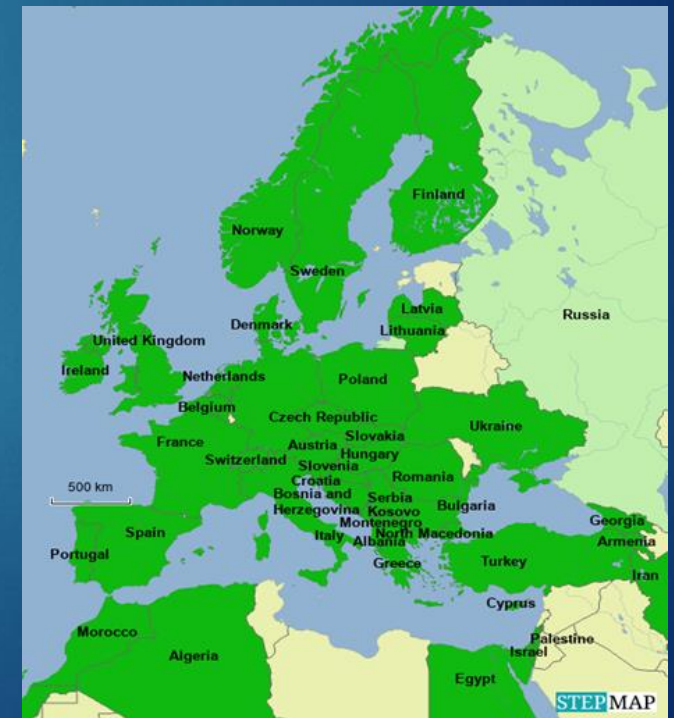 Finland
Norway
Sweden
Latvia
Russia
Denmark
Lithuania
United Kingdom
Ireland
Netherlands
Poland
Belgium
Czech Republic
Ukraine
France
Slovakia
Austria
Hungary
Switzerland
Slovenia
Romania
Croatia
500 km
Bosnia and
Herzegovina
Serbia
Kosovo
Bulgaria
Montenegro
Georgia
Spain
Italy
North Macedonia
Albania
Armenia
Portugal
Greece
Turkey
Iran
Cyprus
Morocco
Palestine
Israel
Algeria
Egypt
STEPMAP